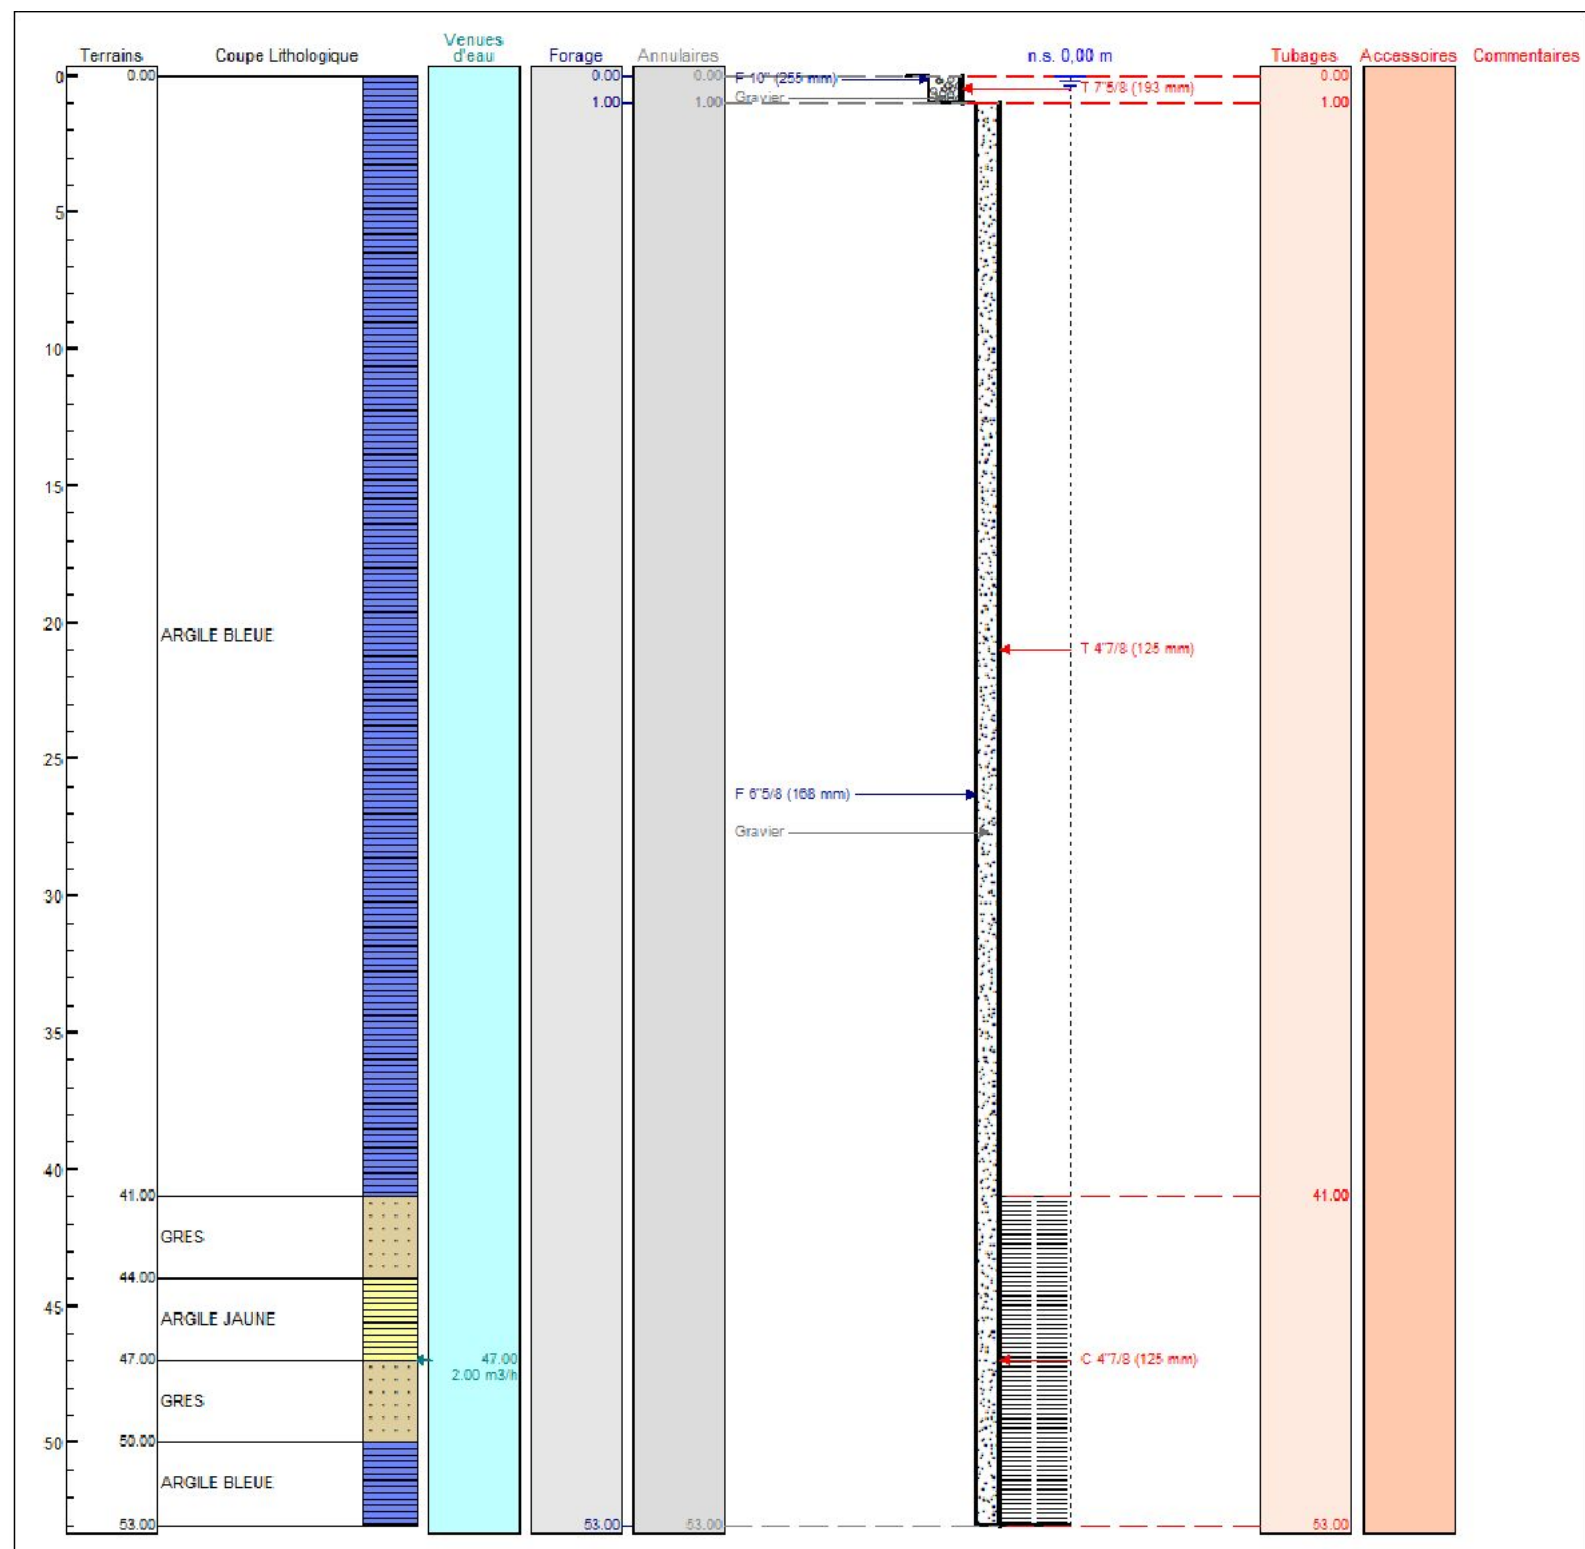 Terrains Coupe Lithologique Venues d'eau Forage Annulaires n.s. 0,00 m Tubages Accessoires Commentaires
0 0.00 0.00 0.00 F 10" (255 mm) T 7"5/8 (193 mm) 0.00
1.00 1.00 Gravier 1.00
5
10
15
20
ARGILE BLEUE T 4"7/8 (125 mm)
25
F 6"5/8 (168 mm)
Gravier
30
35
40
41.00 41.00
GRES
44.00
45
ARGILE JAUNE
47.00 47.00 C 4"7/8 (125 mm)
2.00 m3/h
GRES
50 50.00
ARGILE BLEUE
53.00 53.00 53.00 53.00